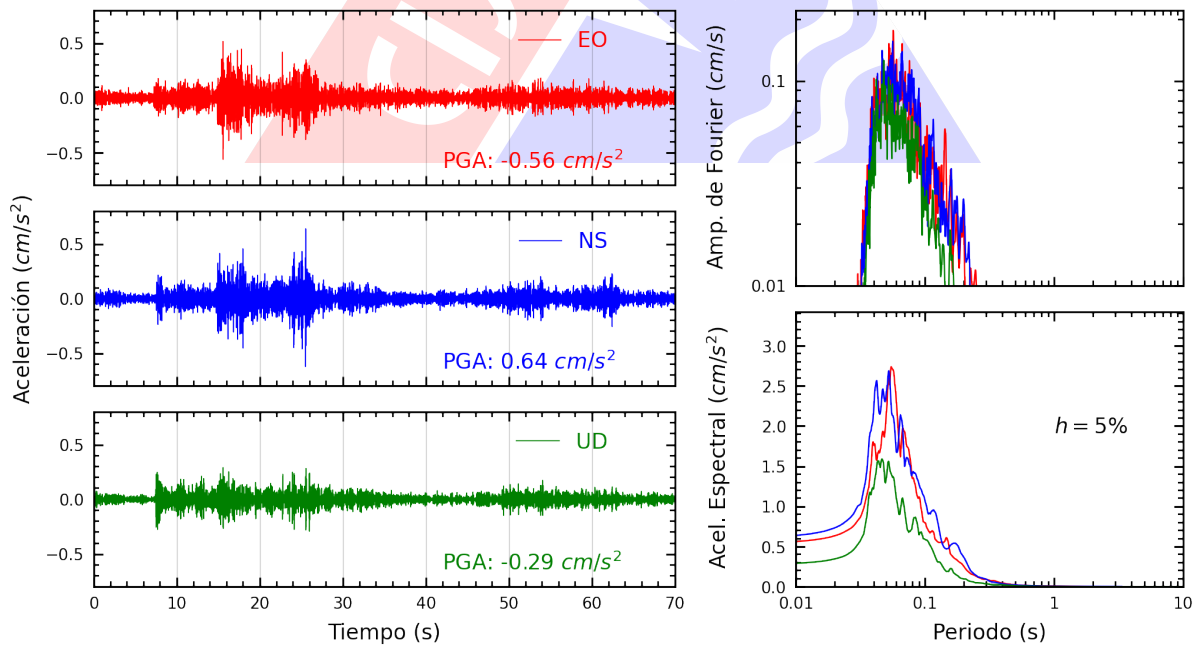 Aceleración (cm/s²)
0.5
0.0
−0.5
EO
PGA: -0.56 cm/s²
0.5
0.0
−0.5
NS
PGA: 0.64 cm/s²
0.5
0.0
−0.5
UD
PGA: -0.29 cm/s²
0 10 20 30 40 50 60 70
Tiempo (s)
Amp. de Fourier (cm/s)
0.1
0.01
Acel. Espectral (cm/s²)
3.0
2.5
2.0
1.5
1.0
0.5
0.0
h = 5%
0.01 0.1 1 10
Periodo (s)